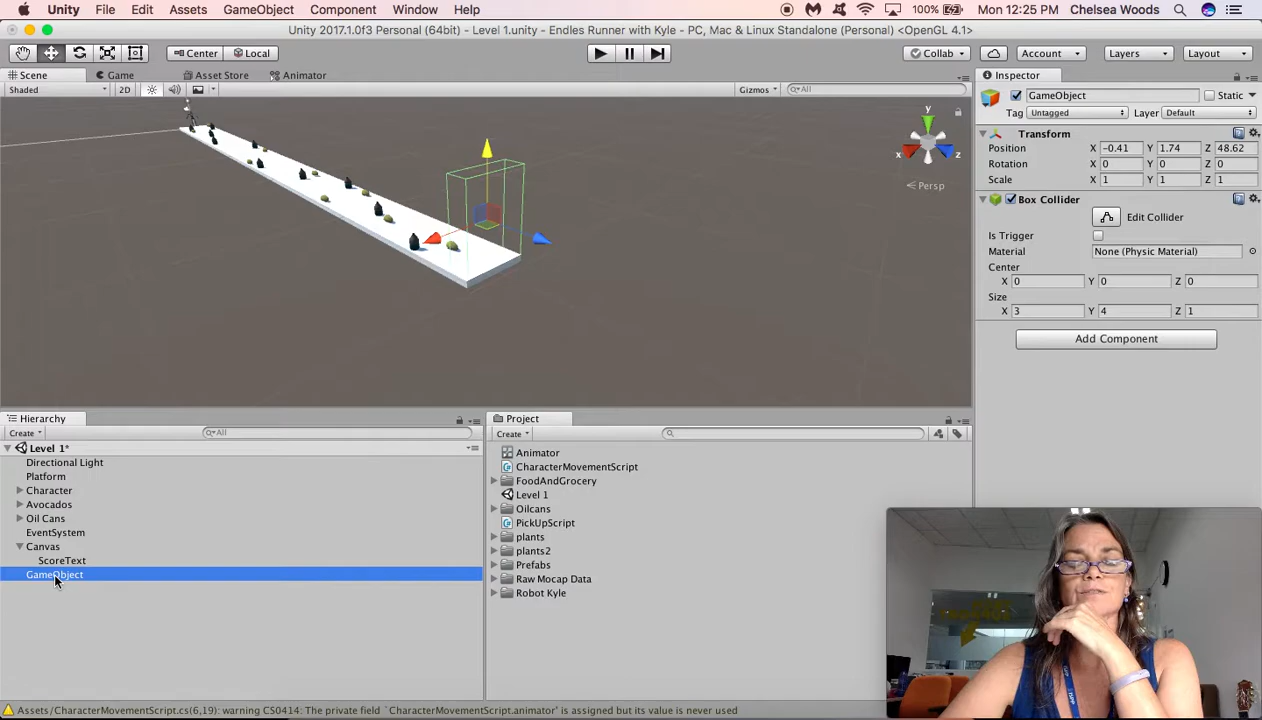 Unity File Edit Assets GameObject Component Window Help 100% Mon 12:25 PM Chelsea Woods
Unity 2017.1.0f3 Personal (64bit) - Level 1.unity - Endles Runner with Kyle - PC, Mac & Linux Standalone (Personal) <OpenGL 4.1>
Center Local Collab Account Layers Layout
Scene Game Asset Store Animator Inspector
Shaded 2D Gizmos All
GameObject Static
Tag Untagged Layer Default
Transform
Position X -0.41 Y 1.74 Z 48.62
Rotation X 0 Y 0 Z 0
Scale X 1 Y 1 Z 1
y
x z
Persp
Box Collider
Edit Collider
Is Trigger
Material None (Physic Material)
Center
X 0 Y 0 Z 0
Size
X 3 Y 4 Z 1
Add Component
Hierarchy
Create All
Level 1*
Directional Light
Platform
Character
Avocados
Oil Cans
EventSystem
Canvas
ScoreText
GameObject
Project
Create
Animator
CharacterMovementScript
FoodAndGrocery
Level 1
Oilcans
PickUpScript
plants
plants2
Prefabs
Raw Mocap Data
Robot Kyle
Assets/CharacterMovementScript.cs(6,19): warning CS0414: The private field `CharacterMovementScript.animator' is assigned but its value is never used